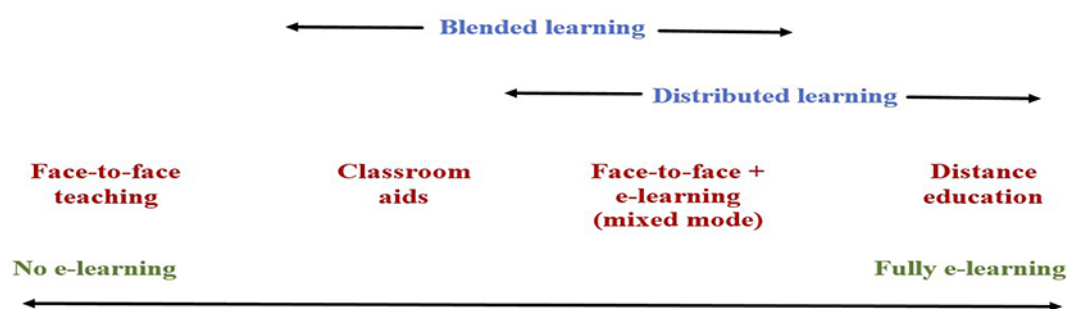 Blended learning
Distributed learning
Face-to-face
teaching
Classroom
aids
Face-to-face +
e-learning
(mixed mode)
Distance
education
No e-learning
Fully e-learning